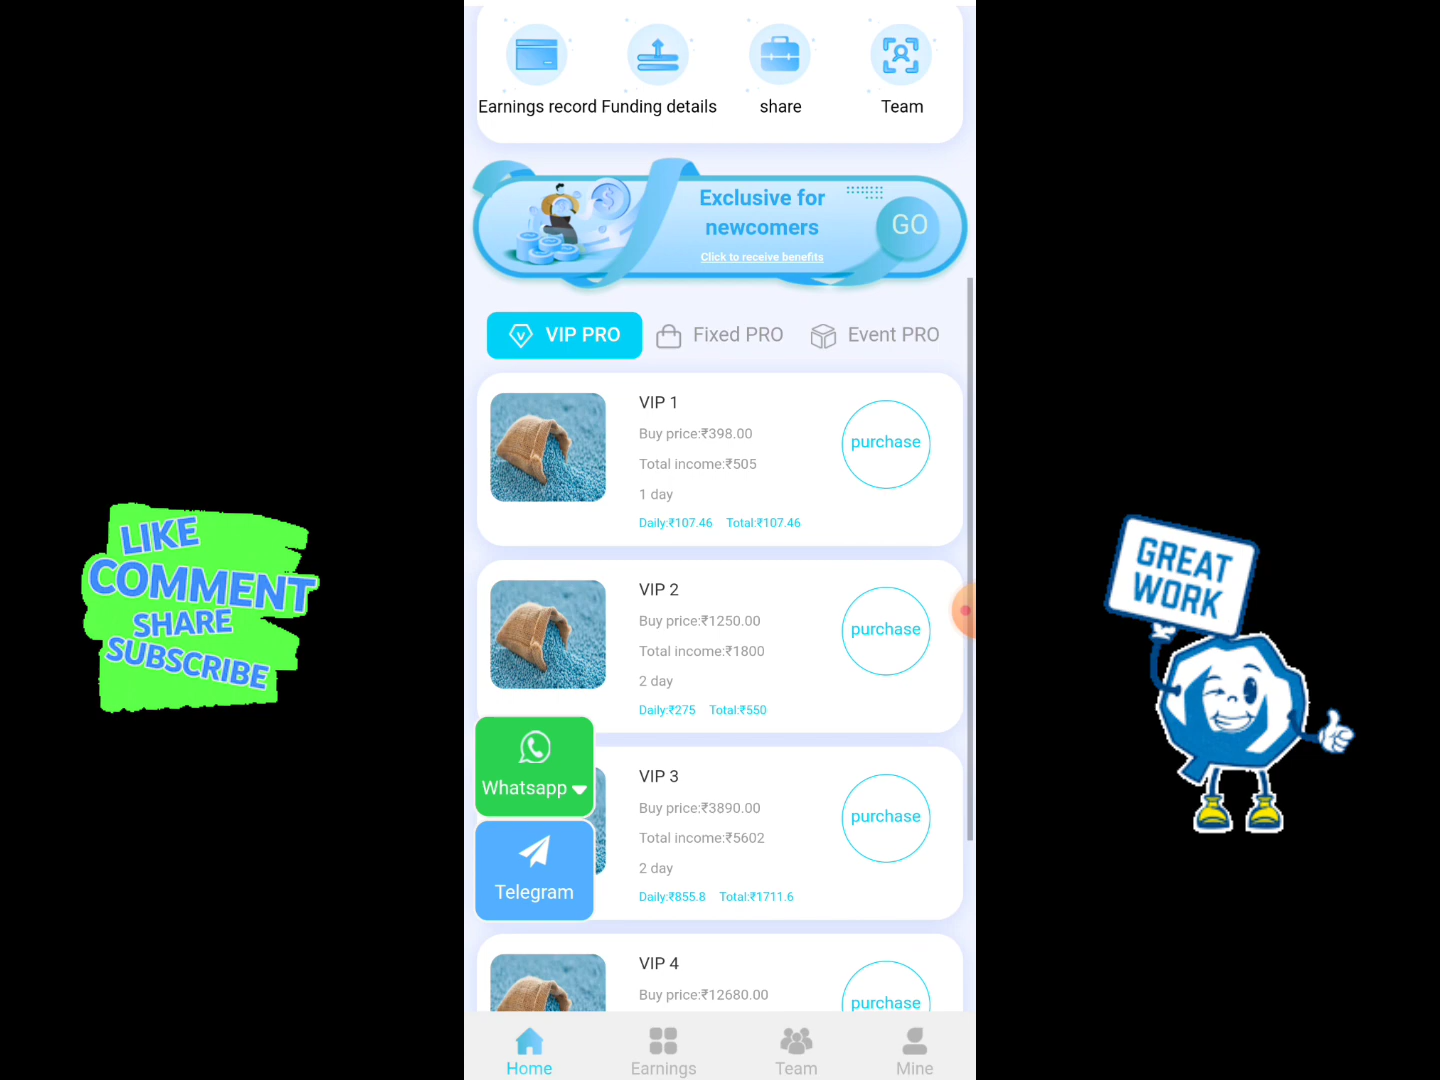 Earnings record
Funding details
share
Team
Exclusive for
newcomers
Click to receive benefits
GO
VIP PRO
Fixed PRO
Event PRO
VIP 1
Buy price:₹398.00
Total income:₹505
1 day
Daily:₹107.46 Total:₹107.46
purchase
VIP 2
Buy price:₹1250.00
Total income:₹1800
2 day
Daily:₹275 Total:₹550
purchase
VIP 3
Buy price:₹3890.00
Total income:₹5602
2 day
Daily:₹855.8 Total:₹1711.6
purchase
VIP 4
Buy price:₹12680.00
purchase
Whatsapp
Telegram
Home
Earnings
Team
Mine
LIKE
COMMENT
SHARE
SUBSCRIBE
GREAT
WORK